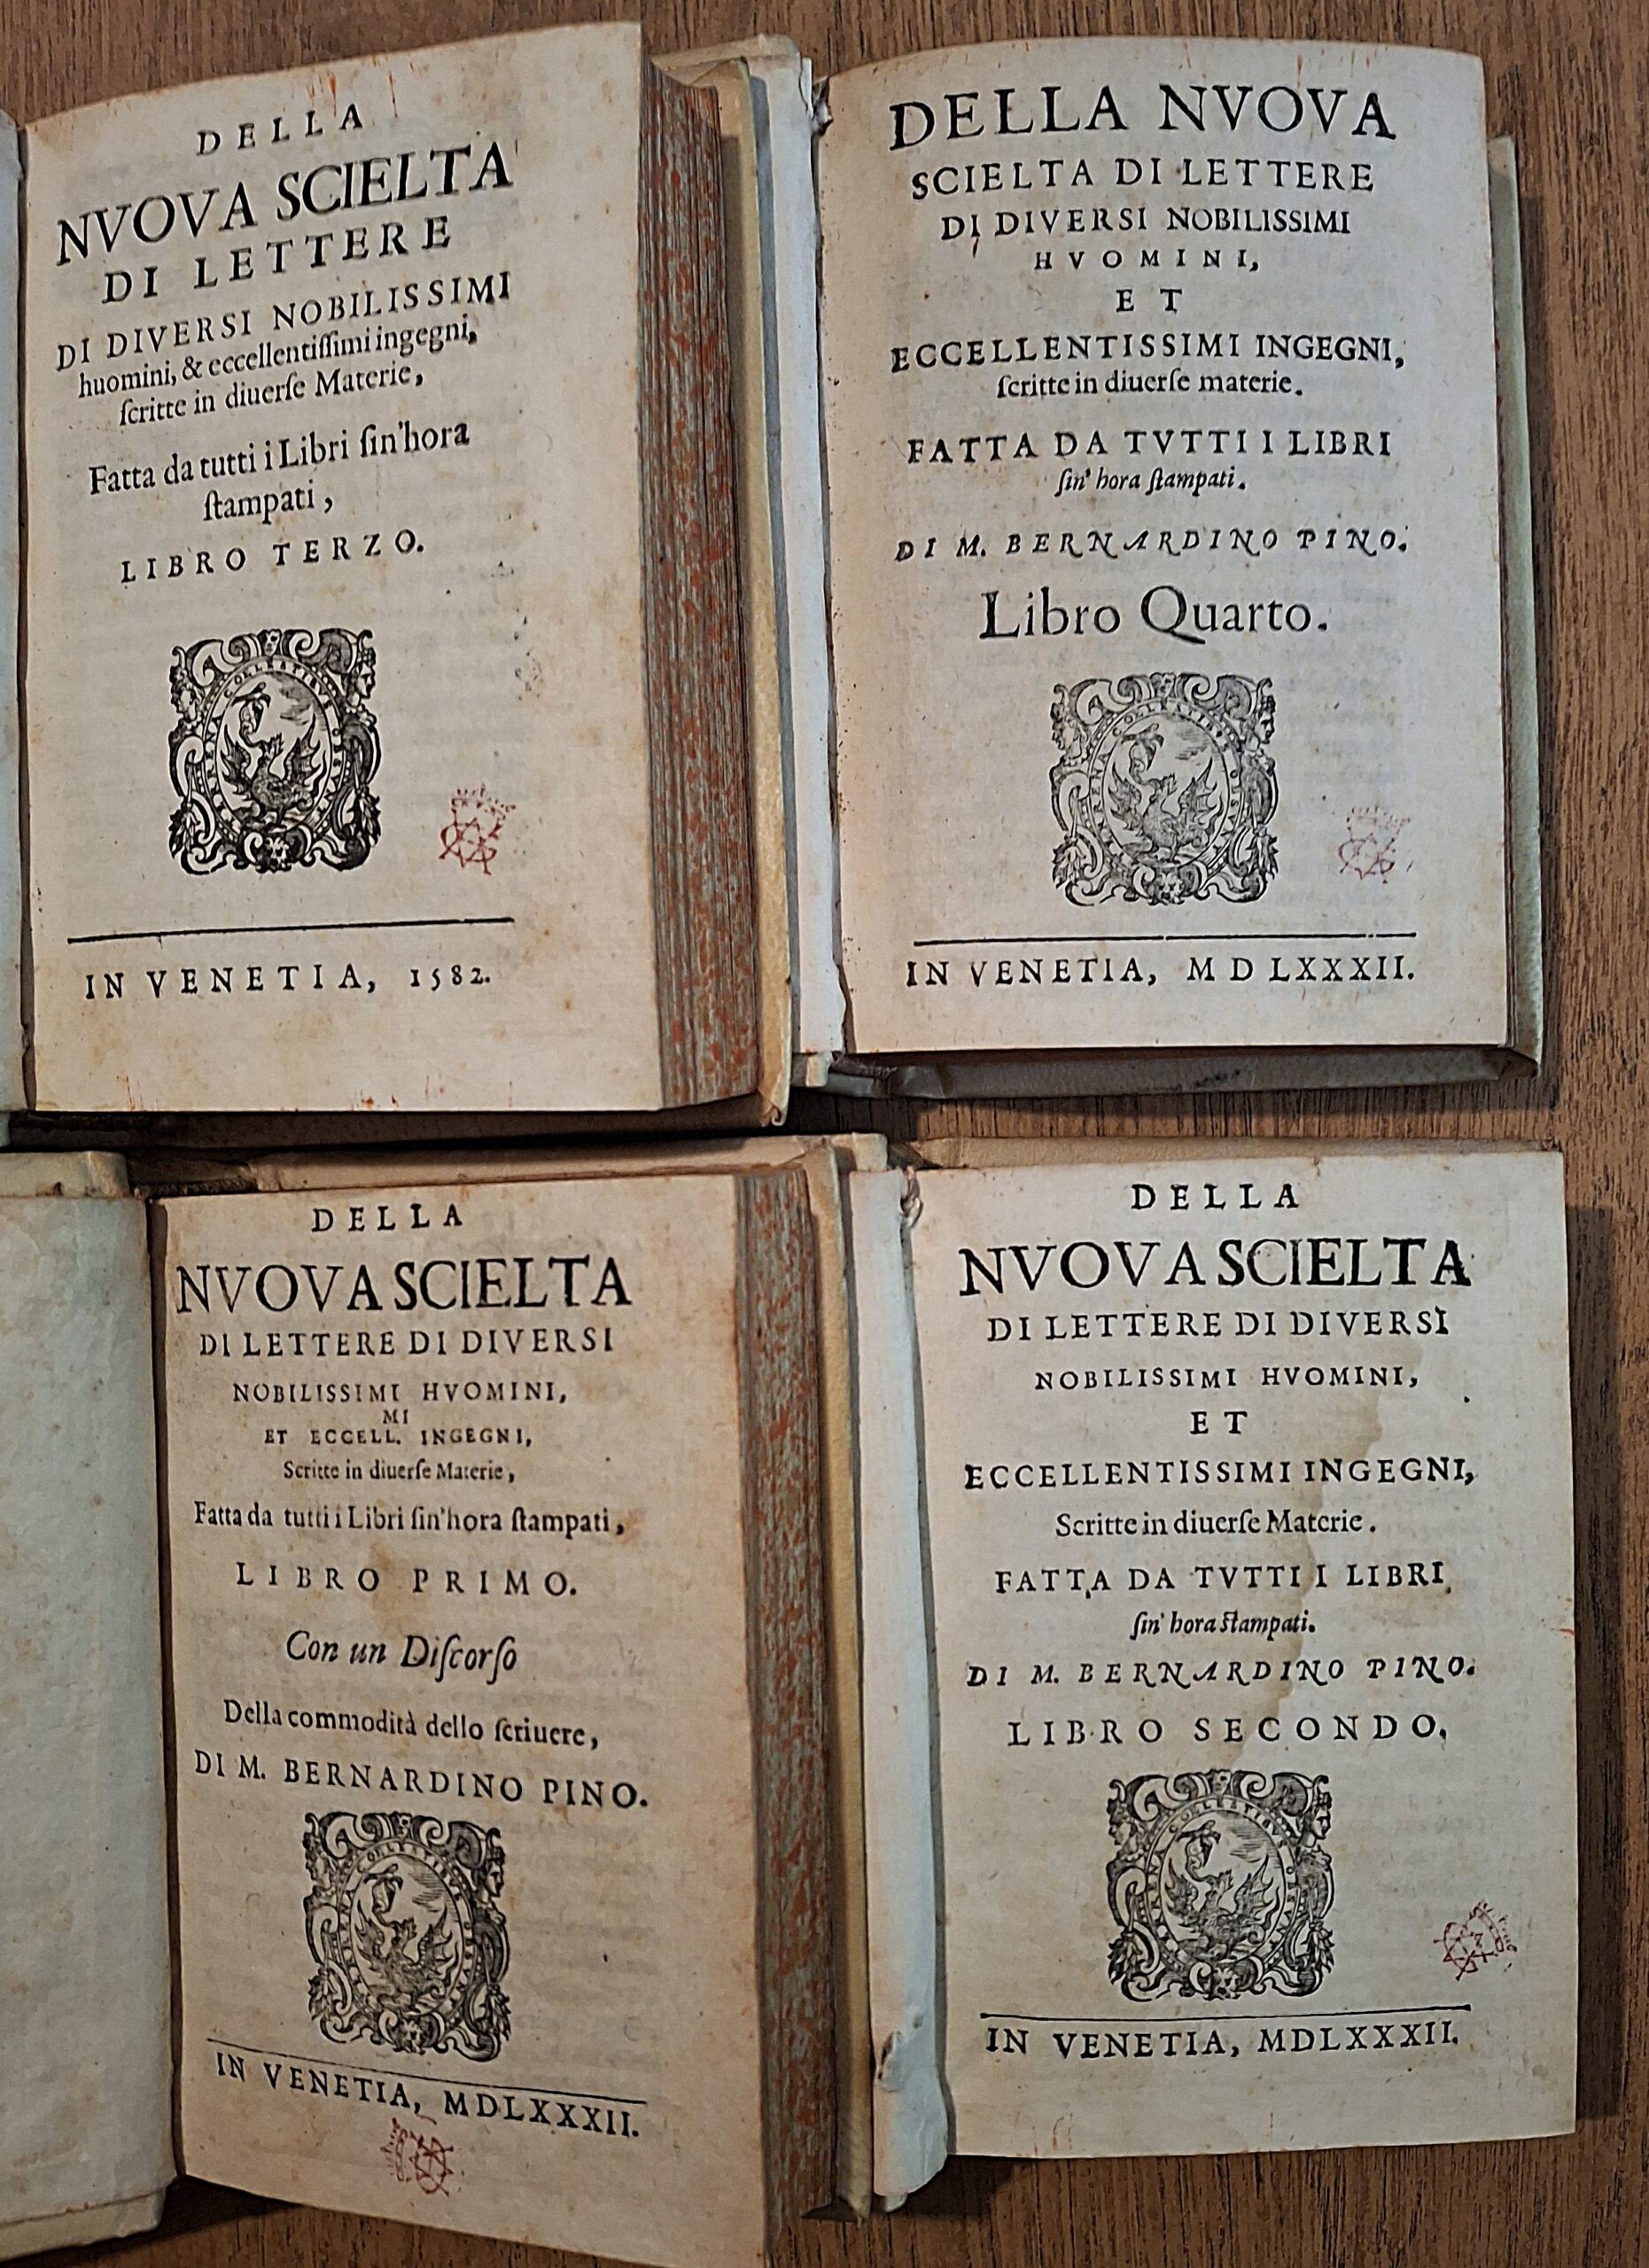 DELLA
NVOVA SCIELTA
DI LETTERE
DI DIVERSI NOBILISSIMI
huomini, & eccellentiſſimi ingegni,
ſcritte in diuerſe Materie,
Fatta da tutti i Libri ſin'hora
ſtampati,
LIBRO TERZO.
IN VENETIA, 1582.
DELLA NVOVA
SCIELTA DI LETTERE
DI DIVERSI NOBILISSIMI
HVOMINI,
ET
ECCELLENTISSIMI INGEGNI,
ſcritte in diuerſe materie.
FATTA DA TVTTI I LIBRI
ſin' hora ſtampati.
DI M. BERNARDINO PINO.
Libro Quarto.
IN VENETIA, MDLXXXII.
DELLA
NVOVA SCIELTA
DI LETTERE DI DIVERSI
NOBILISSIMI HVOMINI,
MI
ET ECCELL. INGEGNI,
Scritte in diuerſe Materie,
Fatta da tutti i Libri ſin'hora ſtampati,
LIBRO PRIMO.
Con un Diſcorſo
Della commodità dello ſcriuere,
DI M. BERNARDINO PINO.
IN VENETIA, MDLXXXII.
DELLA
NVOVA SCIELTA
DI LETTERE DI DIVERSI
NOBILISSIMI HVOMINI,
ET
ECCELLENTISSIMI INGEGNI,
Scritte in diuerſe Materie.
FATTA DA TVTTI I LIBRI
ſin' hora ſtampati.
DI M. BERNARDINO PINO.
LIBRO SECONDO.
IN VENETIA, MDLXXXII.